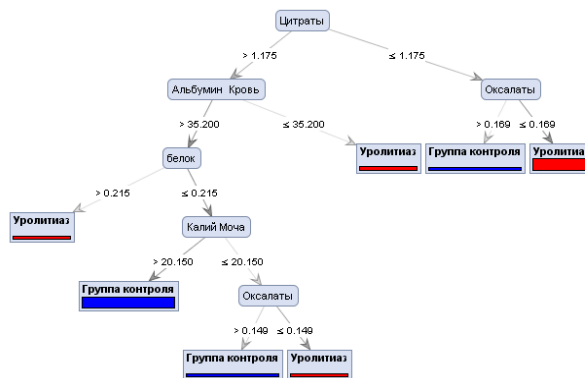 Цитраты
> 1.175
≤ 1.175
Альбумин Кровь
Оксалаты
> 35.200
≤ 35.200
> 0.169
≤ 0.169
белок
Уролитиаз
Группа контроля
Уролитиаз
> 0.215
≤ 0.215
Уролитиаз
Калий Моча
> 20.150
≤ 20.150
Группа контроля
Оксалаты
> 0.149
≤ 0.149
Группа контроля
Уролитиаз